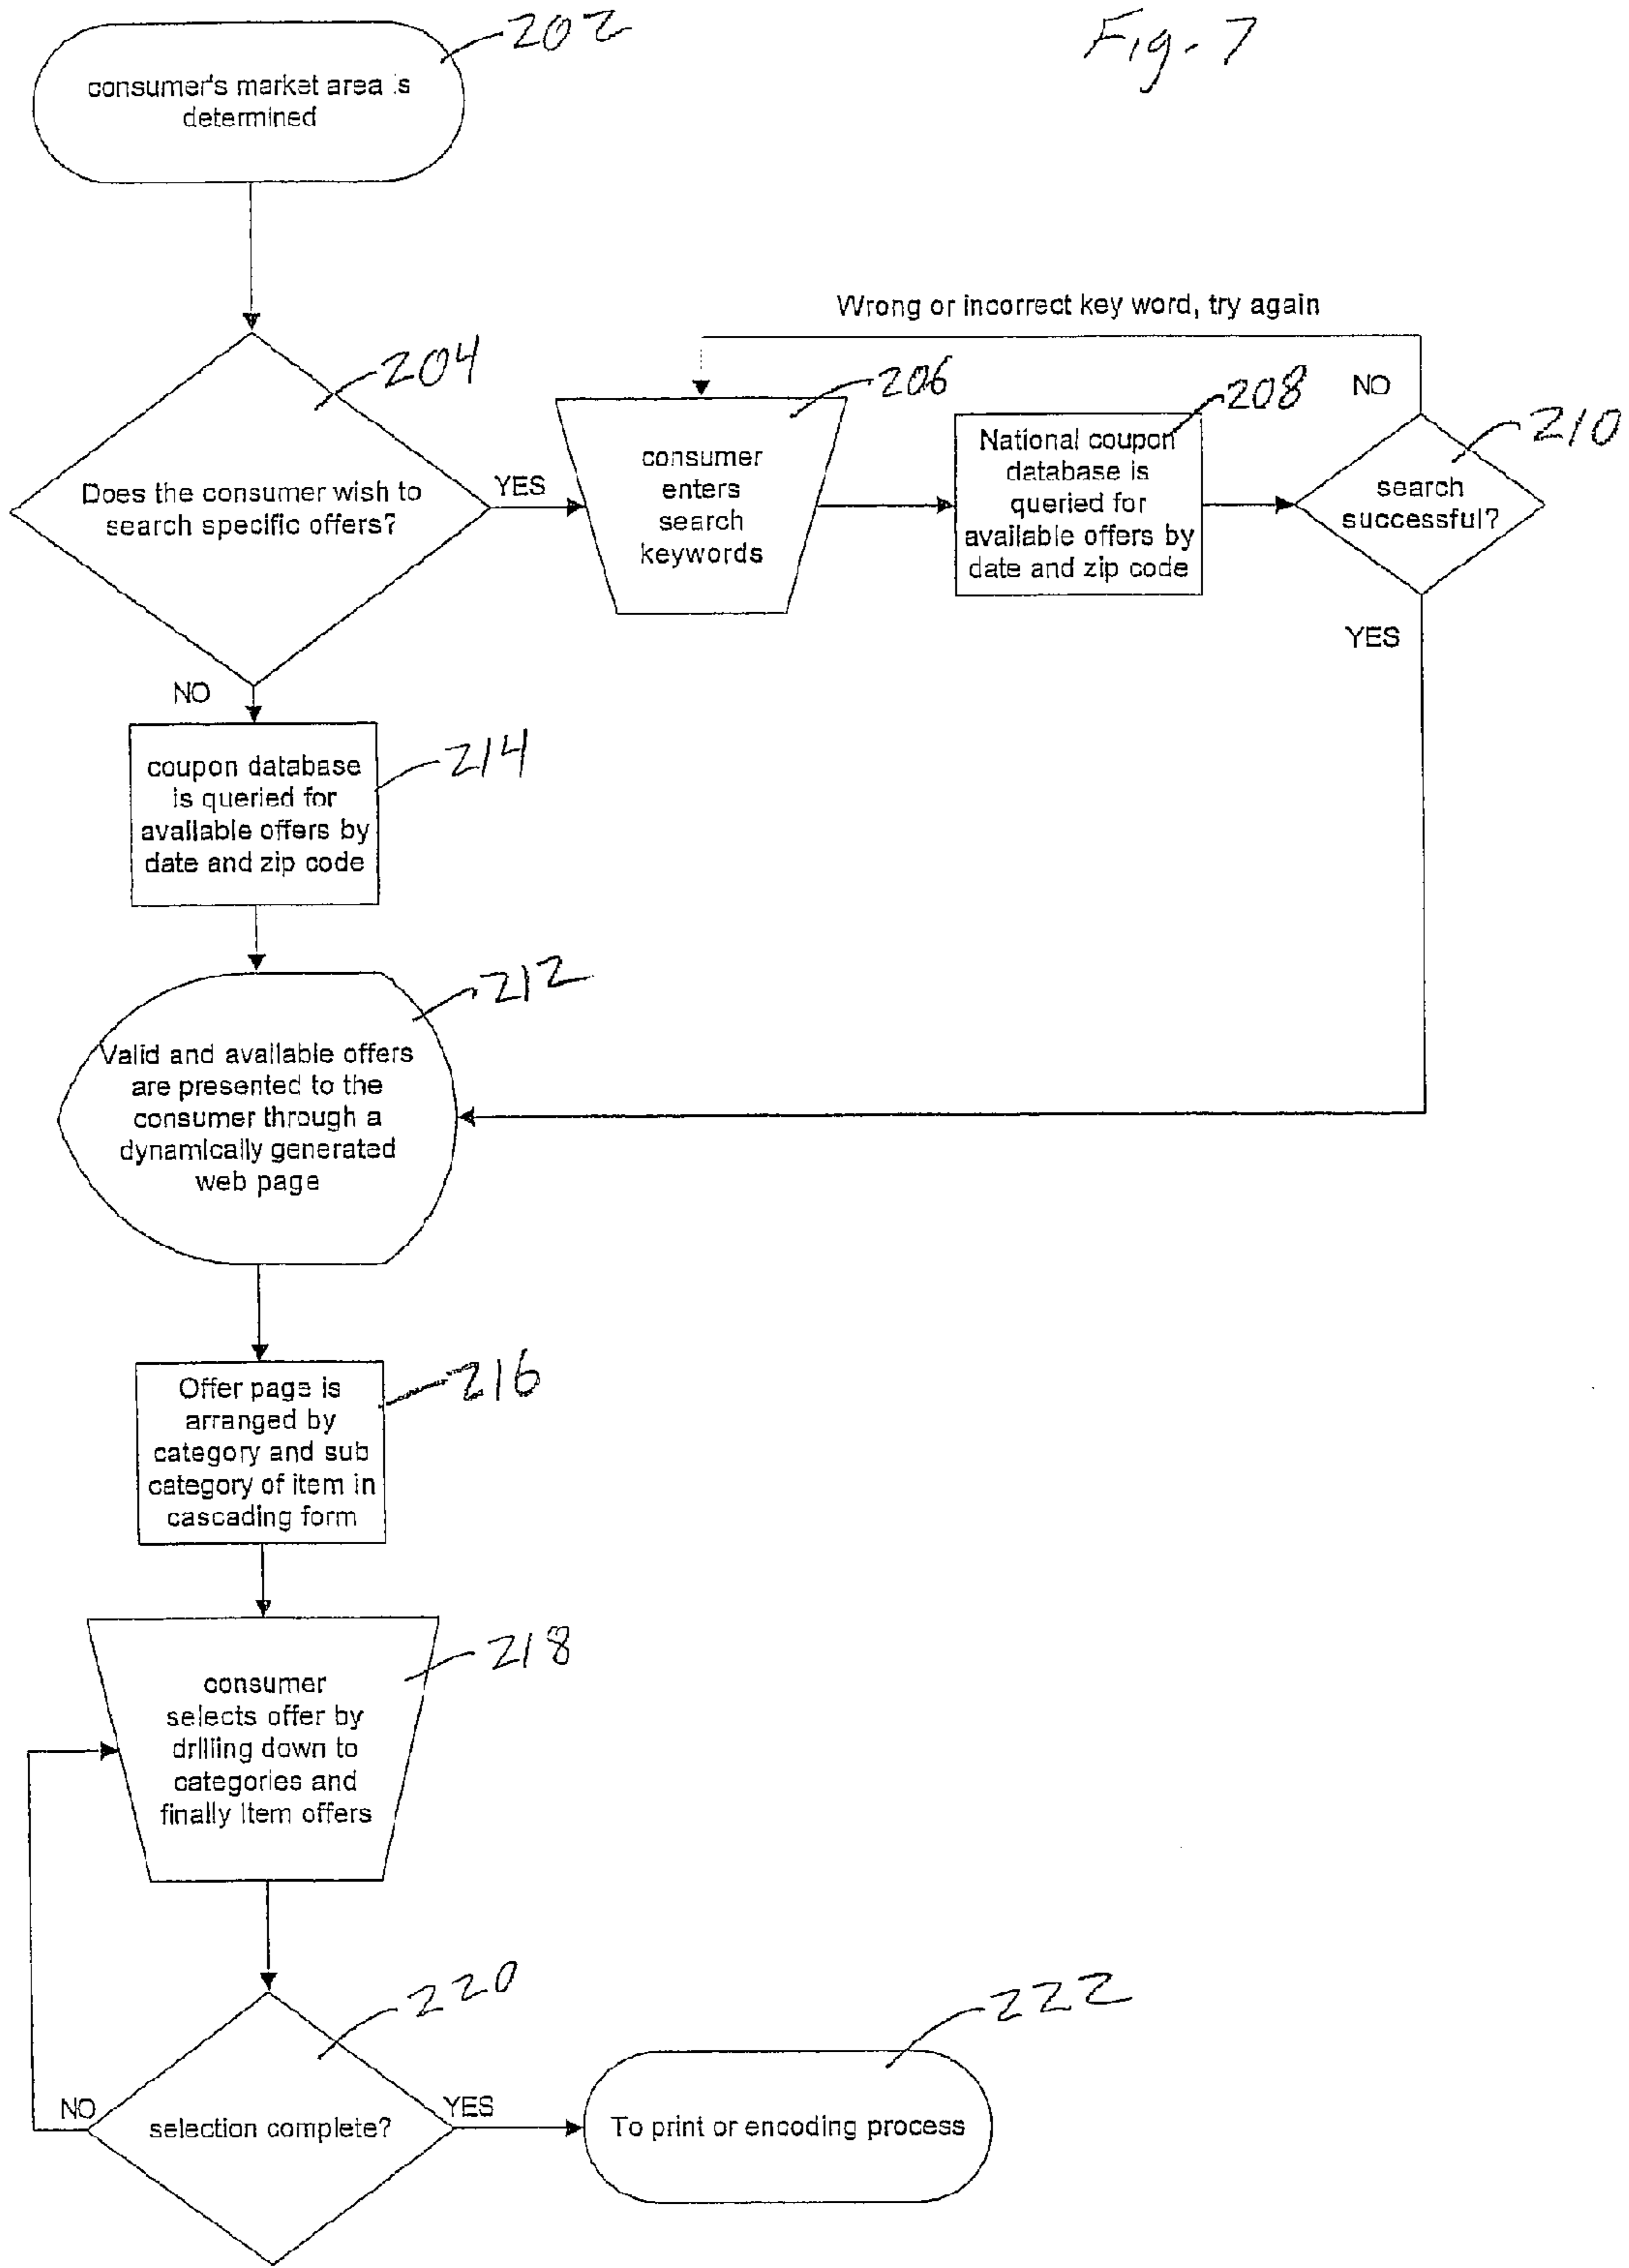 Fig. 7
202
consumer's market area is
determined
Wrong or incorrect key word, try again
204
Does the consumer wish to
search specific offers?
YES
NO
206
consumer
enters
search
keywords
208
National coupon
database is
queried for
available offers by
date and zip code
NO
210
search
successful?
YES
214
coupon database
is queried for
available offers by
date and zip code
212
Valid and available offers
are presented to the
consumer through a
dynamically generated
web page
216
Offer page is
arranged by
category and sub
category of item in
cascading form
218
consumer
selects offer by
drilling down to
categories and
finally item offers
220
NO
selection complete?
YES
222
To print or encoding process